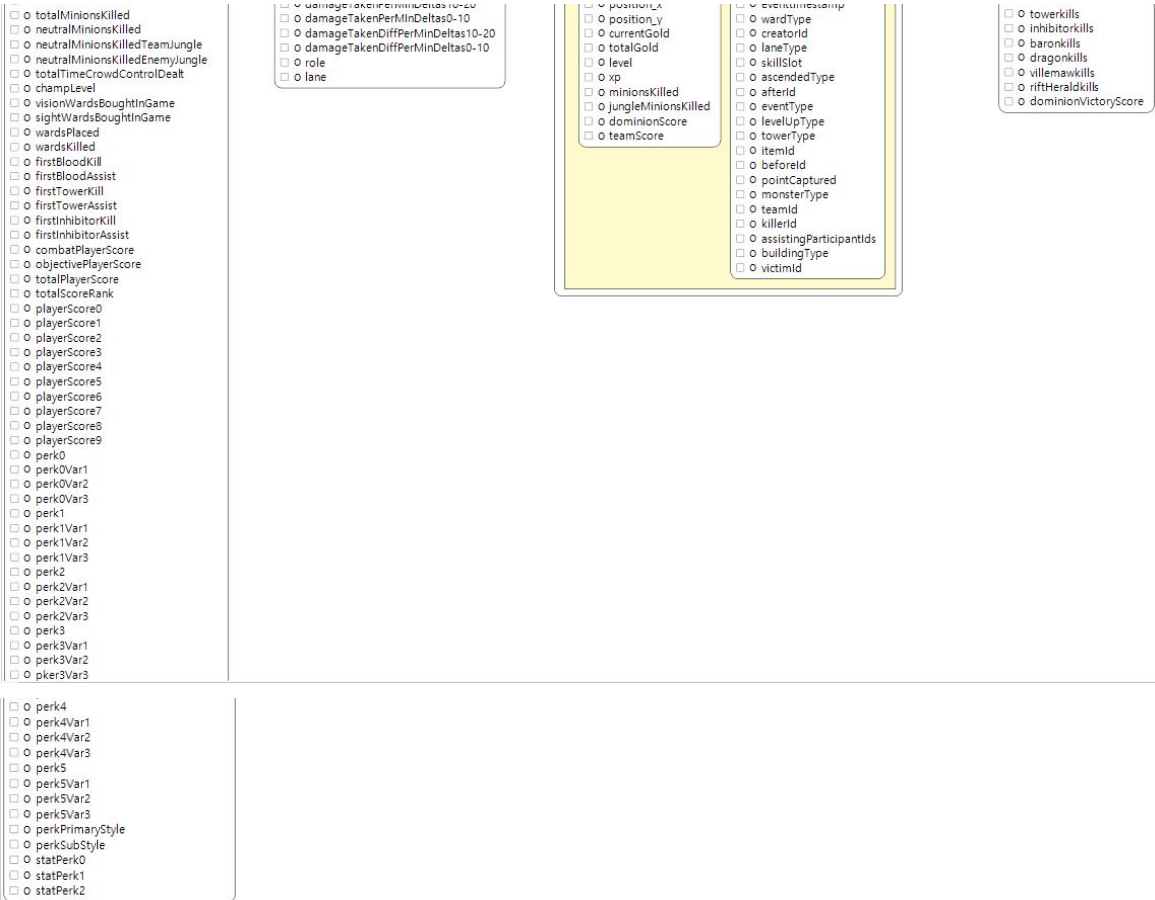 totalMinionsKilled
neutralMinionsKilled
neutralMinionsKilledTeamJungle
neutralMinionsKilledEnemyJungle
totalTimeCrowdControlDealt
champLevel
visionWardsBoughtInGame
sightWardsBoughtInGame
wardsPlaced
wardsKilled
firstBloodKill
firstBloodAssist
firstTowerKill
firstTowerAssist
firstInhibitorKill
firstInhibitorAssist
combatPlayerScore
objectivePlayerScore
totalPlayerScore
totalScoreRank
playerScore0
playerScore1
playerScore2
playerScore3
playerScore4
playerScore5
playerScore6
playerScore7
playerScore8
playerScore9
perk0
perk0Var1
perk0Var2
perk0Var3
perk1
perk1Var1
perk1Var2
perk1Var3
perk2
perk2Var1
perk2Var2
perk2Var3
perk3
perk3Var1
perk3Var2
pker3Var3
perk4
perk4Var1
perk4Var2
perk4Var3
perk5
perk5Var1
perk5Var2
perk5Var3
perkPrimaryStyle
perkSubStyle
statPerk0
statPerk1
statPerk2
damageTakenPerMinDeltas10-20
damageTakenPerMInDeltas0-10
damageTakenDiffPerMinDeltas10-20
damageTakenDiffPerMinDeltas0-10
role
lane
position_x
position_y
currentGold
totalGold
level
xp
minionsKilled
jungleMinionsKilled
dominionScore
teamScore
eventtimestamp
wardType
creatorId
laneType
skillSlot
ascendedType
afterId
eventType
levelUpType
towerType
itemId
beforeId
pointCaptured
monsterType
teamId
killerId
assistingParticipantIds
buildingType
victimId
towerkills
inhibitorkills
baronkills
dragonkills
villemawkills
riftHeraldkills
dominionVictoryScore